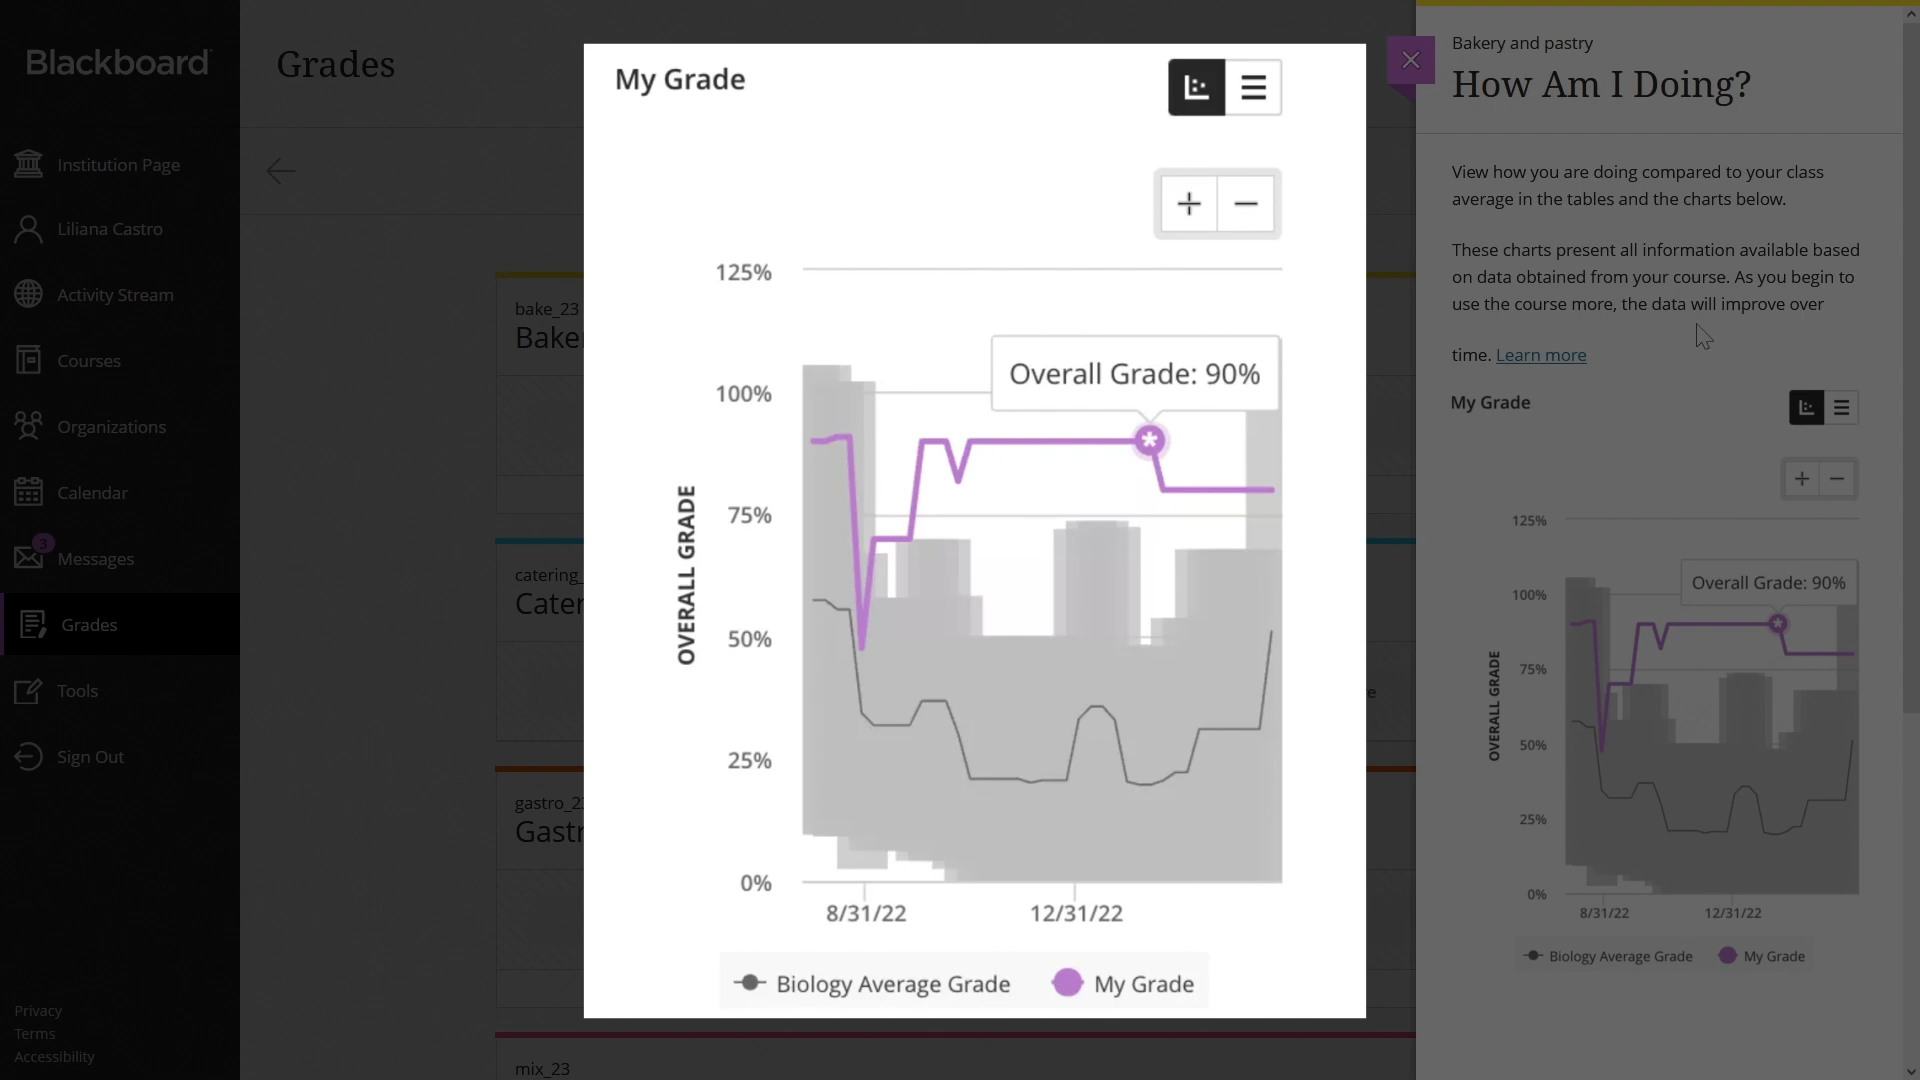 Blackboard
Institution Page
Liliana Castro
Activity Stream
Courses
Organizations
Calendar
3
Messages
Grades
Tools
Sign Out
Privacy
Terms
Accessibility
Grades
bake_23
Bake
catering_
Cater
gastro_2
Gast
mix_23
My Grade
125%
100%
75%
50%
25%
0%
OVERALL GRADE
Overall Grade: 90%
8/31/22
12/31/22
Biology Average Grade
My Grade
Bakery and pastry
How Am I Doing?
View how you are doing compared to your class
average in the tables and the charts below.
These charts present all information available based
on data obtained from your course. As you begin to
use the course more, the data will improve over
time. Learn more
My Grade
125%
100%
75%
50%
25%
0%
OVERALL GRADE
Overall Grade: 90%
8/31/22
12/31/22
Biology Average Grade
My Grade